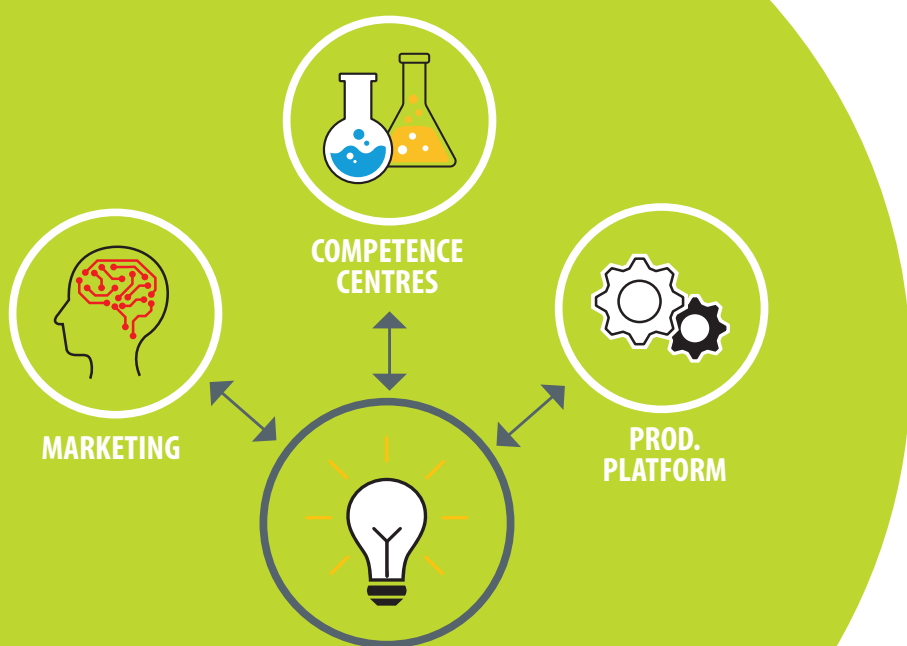 COMPETENCE
CENTRES
MARKETING
PROD.
PLATFORM